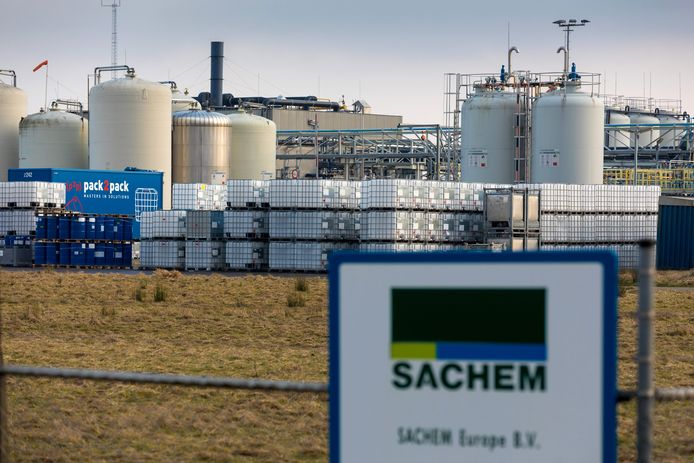 pack2pack
MASTERS IN SOLUTIONS
SACHEM
SACHEM Europe B.V.